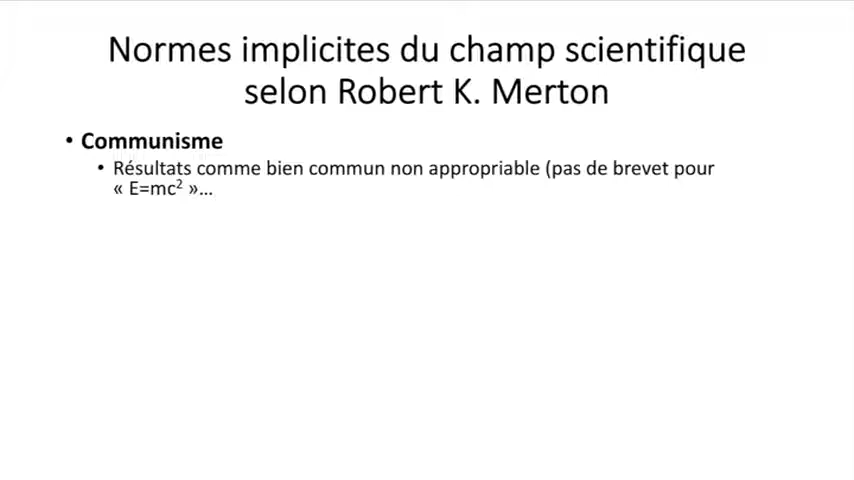 Normes implicites du champ scientifique
selon Robert K. Merton
• Communisme
• Résultats comme bien commun non appropriable (pas de brevet pour
« E=mc² »…